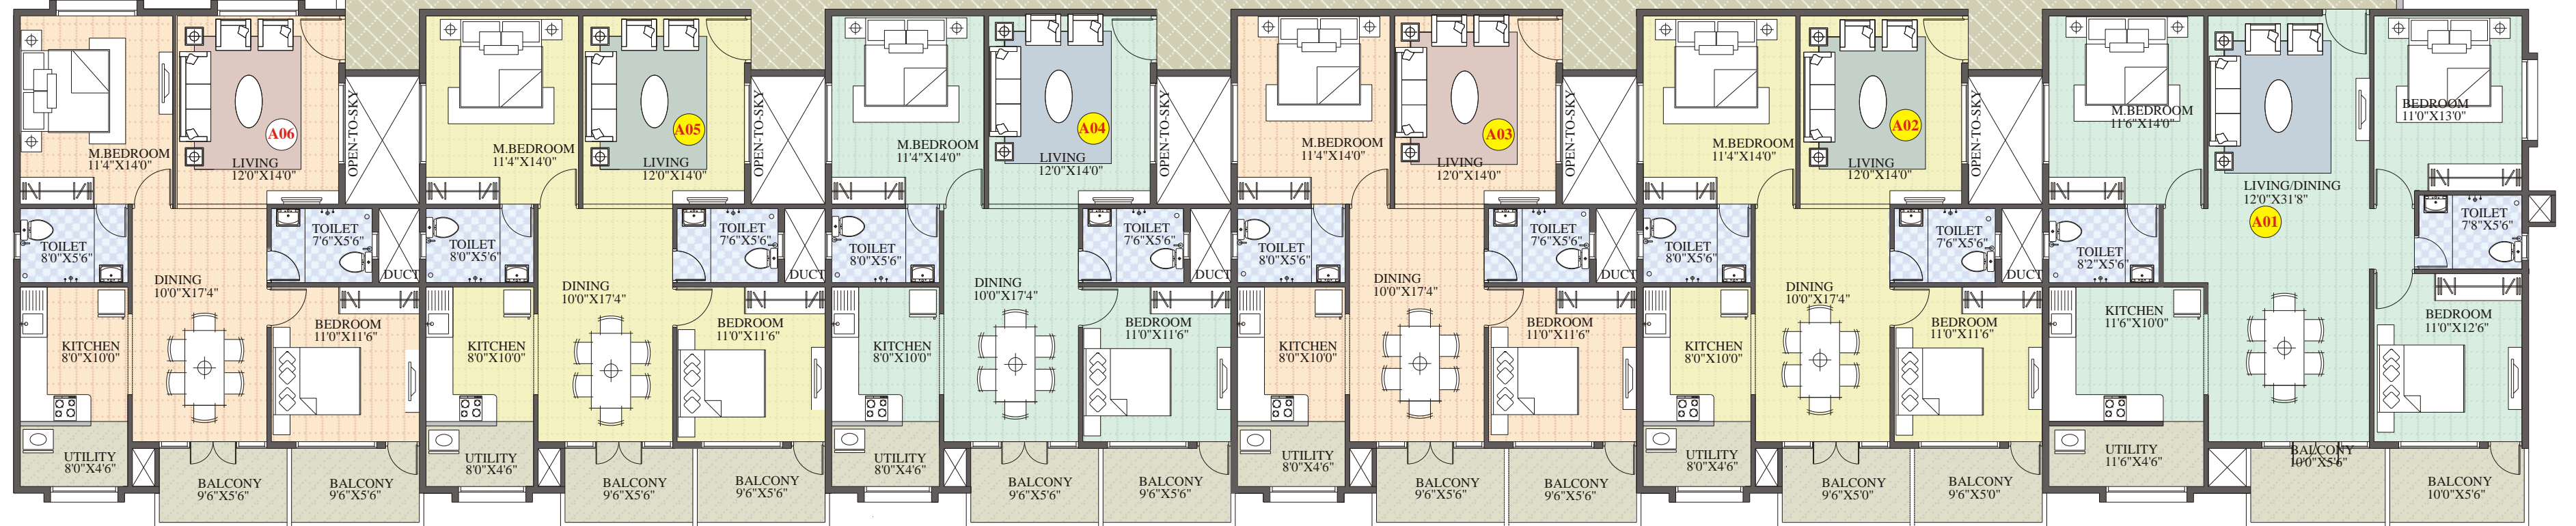 A06
M.BEDROOM
11'4"X14'0"
LIVING
12'0"X14'0"
OPEN-TO-SKY
TOILET
8'0"X5'6"
TOILET
7'6"X5'6"
DUCT
DINING
10'0"X17'4"
KITCHEN
8'0"X10'0"
BEDROOM
11'0"X11'6"
UTILITY
8'0"X4'6"
BALCONY
9'6"X5'6"
BALCONY
9'6"X5'6"
A05
M.BEDROOM
11'4"X14'0"
LIVING
12'0"X14'0"
OPEN-TO-SKY
TOILET
8'0"X5'6"
TOILET
7'6"X5'6"
DUCT
DINING
10'0"X17'4"
KITCHEN
8'0"X10'0"
BEDROOM
11'0"X11'6"
UTILITY
8'0"X4'6"
BALCONY
9'6"X5'6"
BALCONY
9'6"X5'6"
A04
M.BEDROOM
11'4"X14'0"
LIVING
12'0"X14'0"
OPEN-TO-SKY
TOILET
8'0"X5'6"
TOILET
7'6"X5'6"
DUCT
DINING
10'0"X17'4"
KITCHEN
8'0"X10'0"
BEDROOM
11'0"X11'6"
UTILITY
8'0"X4'6"
BALCONY
9'6"X5'6"
BALCONY
9'6"X5'6"
A03
M.BEDROOM
11'4"X14'0"
LIVING
12'0"X14'0"
OPEN-TO-SKY
TOILET
8'0"X5'6"
TOILET
7'6"X5'6"
DUCT
DINING
10'0"X17'4"
KITCHEN
8'0"X10'0"
BEDROOM
11'0"X11'6"
UTILITY
8'0"X4'6"
BALCONY
9'6"X5'6"
BALCONY
9'6"X5'6"
A02
M.BEDROOM
11'4"X14'0"
LIVING
12'0"X14'0"
OPEN-TO-SKY
TOILET
8'0"X5'6"
TOILET
7'6"X5'6"
DUCT
DINING
10'0"X17'4"
KITCHEN
8'0"X10'0"
BEDROOM
11'0"X11'6"
UTILITY
8'0"X4'6"
BALCONY
9'6"X5'0"
BALCONY
9'6"X5'0"
M.BEDROOM
11'6"X14'0"
BEDROOM
11'0"X13'0"
LIVING/DINING
12'0"X31'8"
A01
TOILET
8'2"X5'6"
TOILET
7'8"X5'6"
KITCHEN
11'6"X10'0"
BEDROOM
11'0"X12'6"
UTILITY
11'6"X4'6"
BALCONY
10'0"X5'6"
BALCONY
10'0"X5'6"